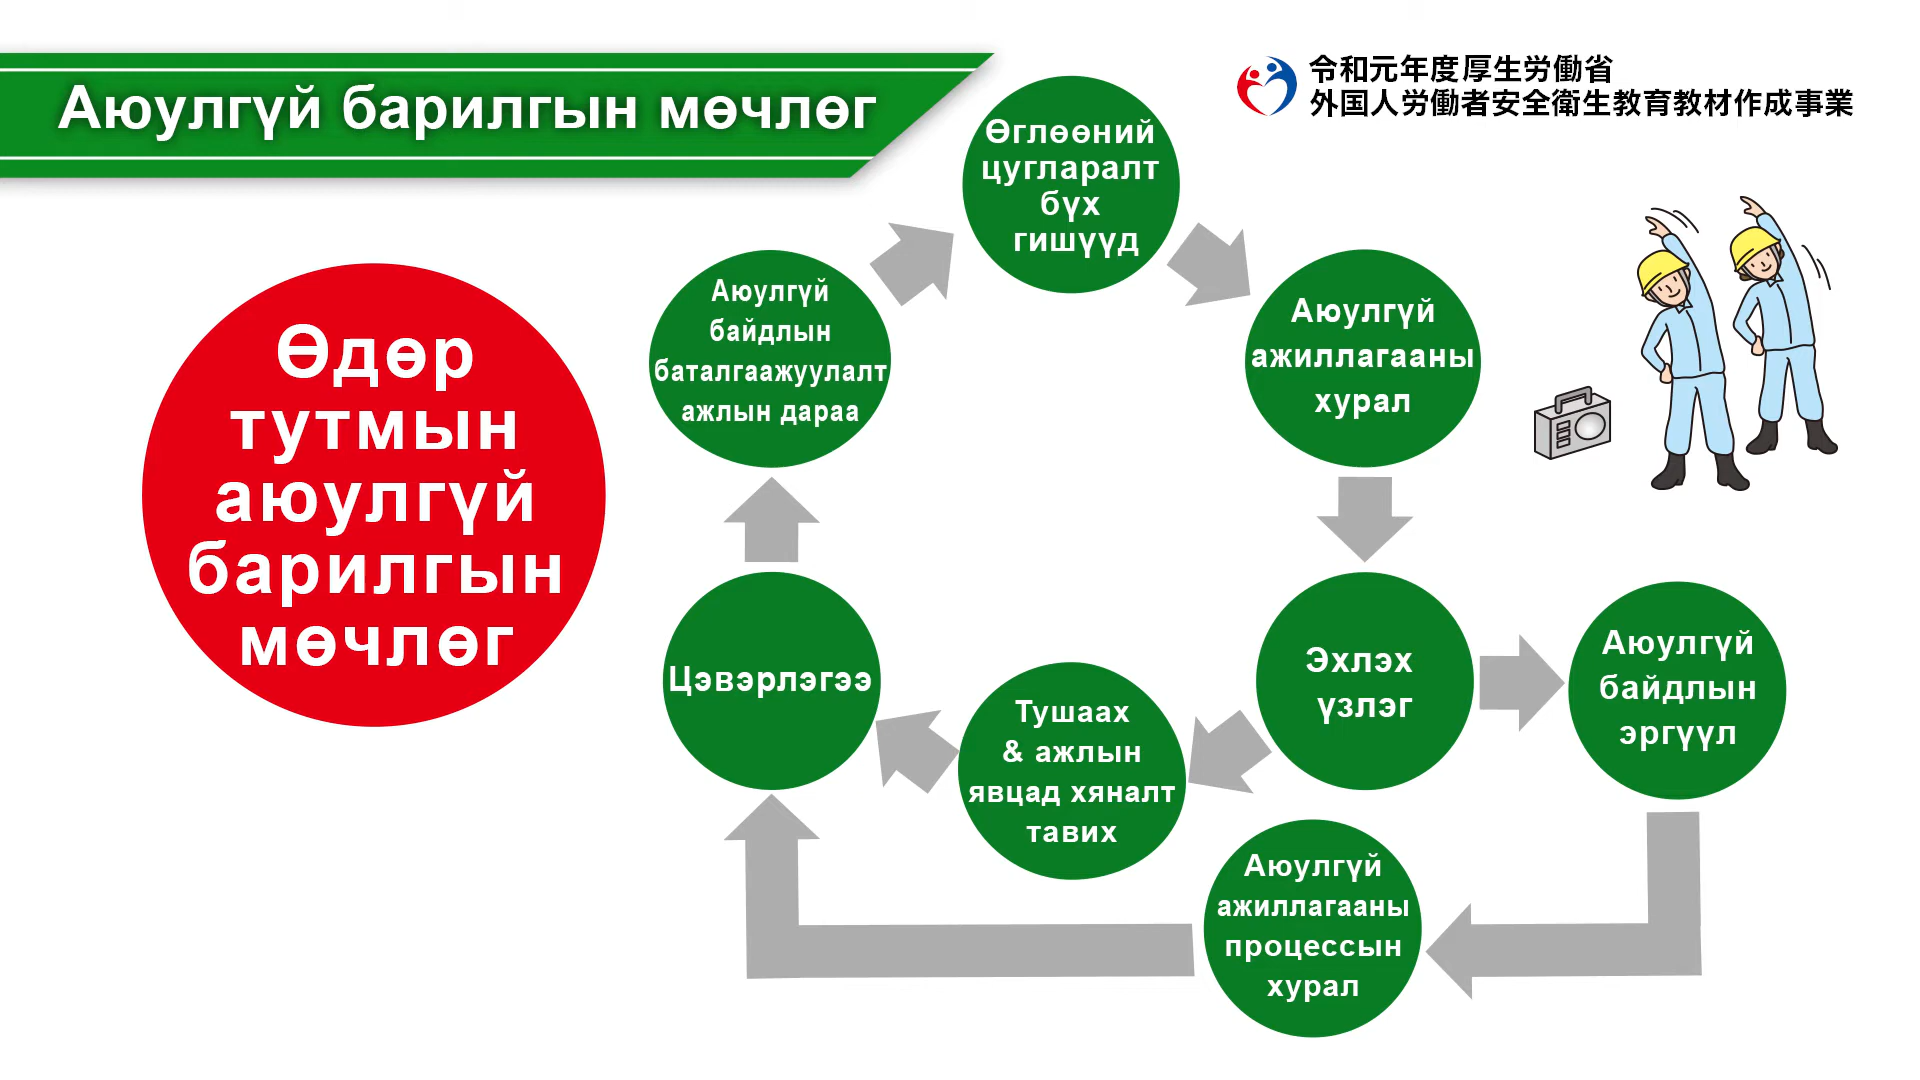 Аюулгүй барилгын мөчлөг
令和元年度厚生労働省
外国人労働者安全衛生教育教材作成事業
Өдөр
тутмын
аюулгүй
барилгын
мөчлөг
Өглөөний
цугларалт
бүх
гишүүд
Аюулгүй
ажиллагааны
хурал
Эхлэх
үзлэг
Аюулгүй
байдлын
эргүүл
Аюулгүй
ажиллагааны
процессын
хурал
Тушаах
& ажлын
явцад хяналт
тавих
Цэвэрлэгээ
Аюулгүй
байдлын
баталгаажуулалт
ажлын дараа